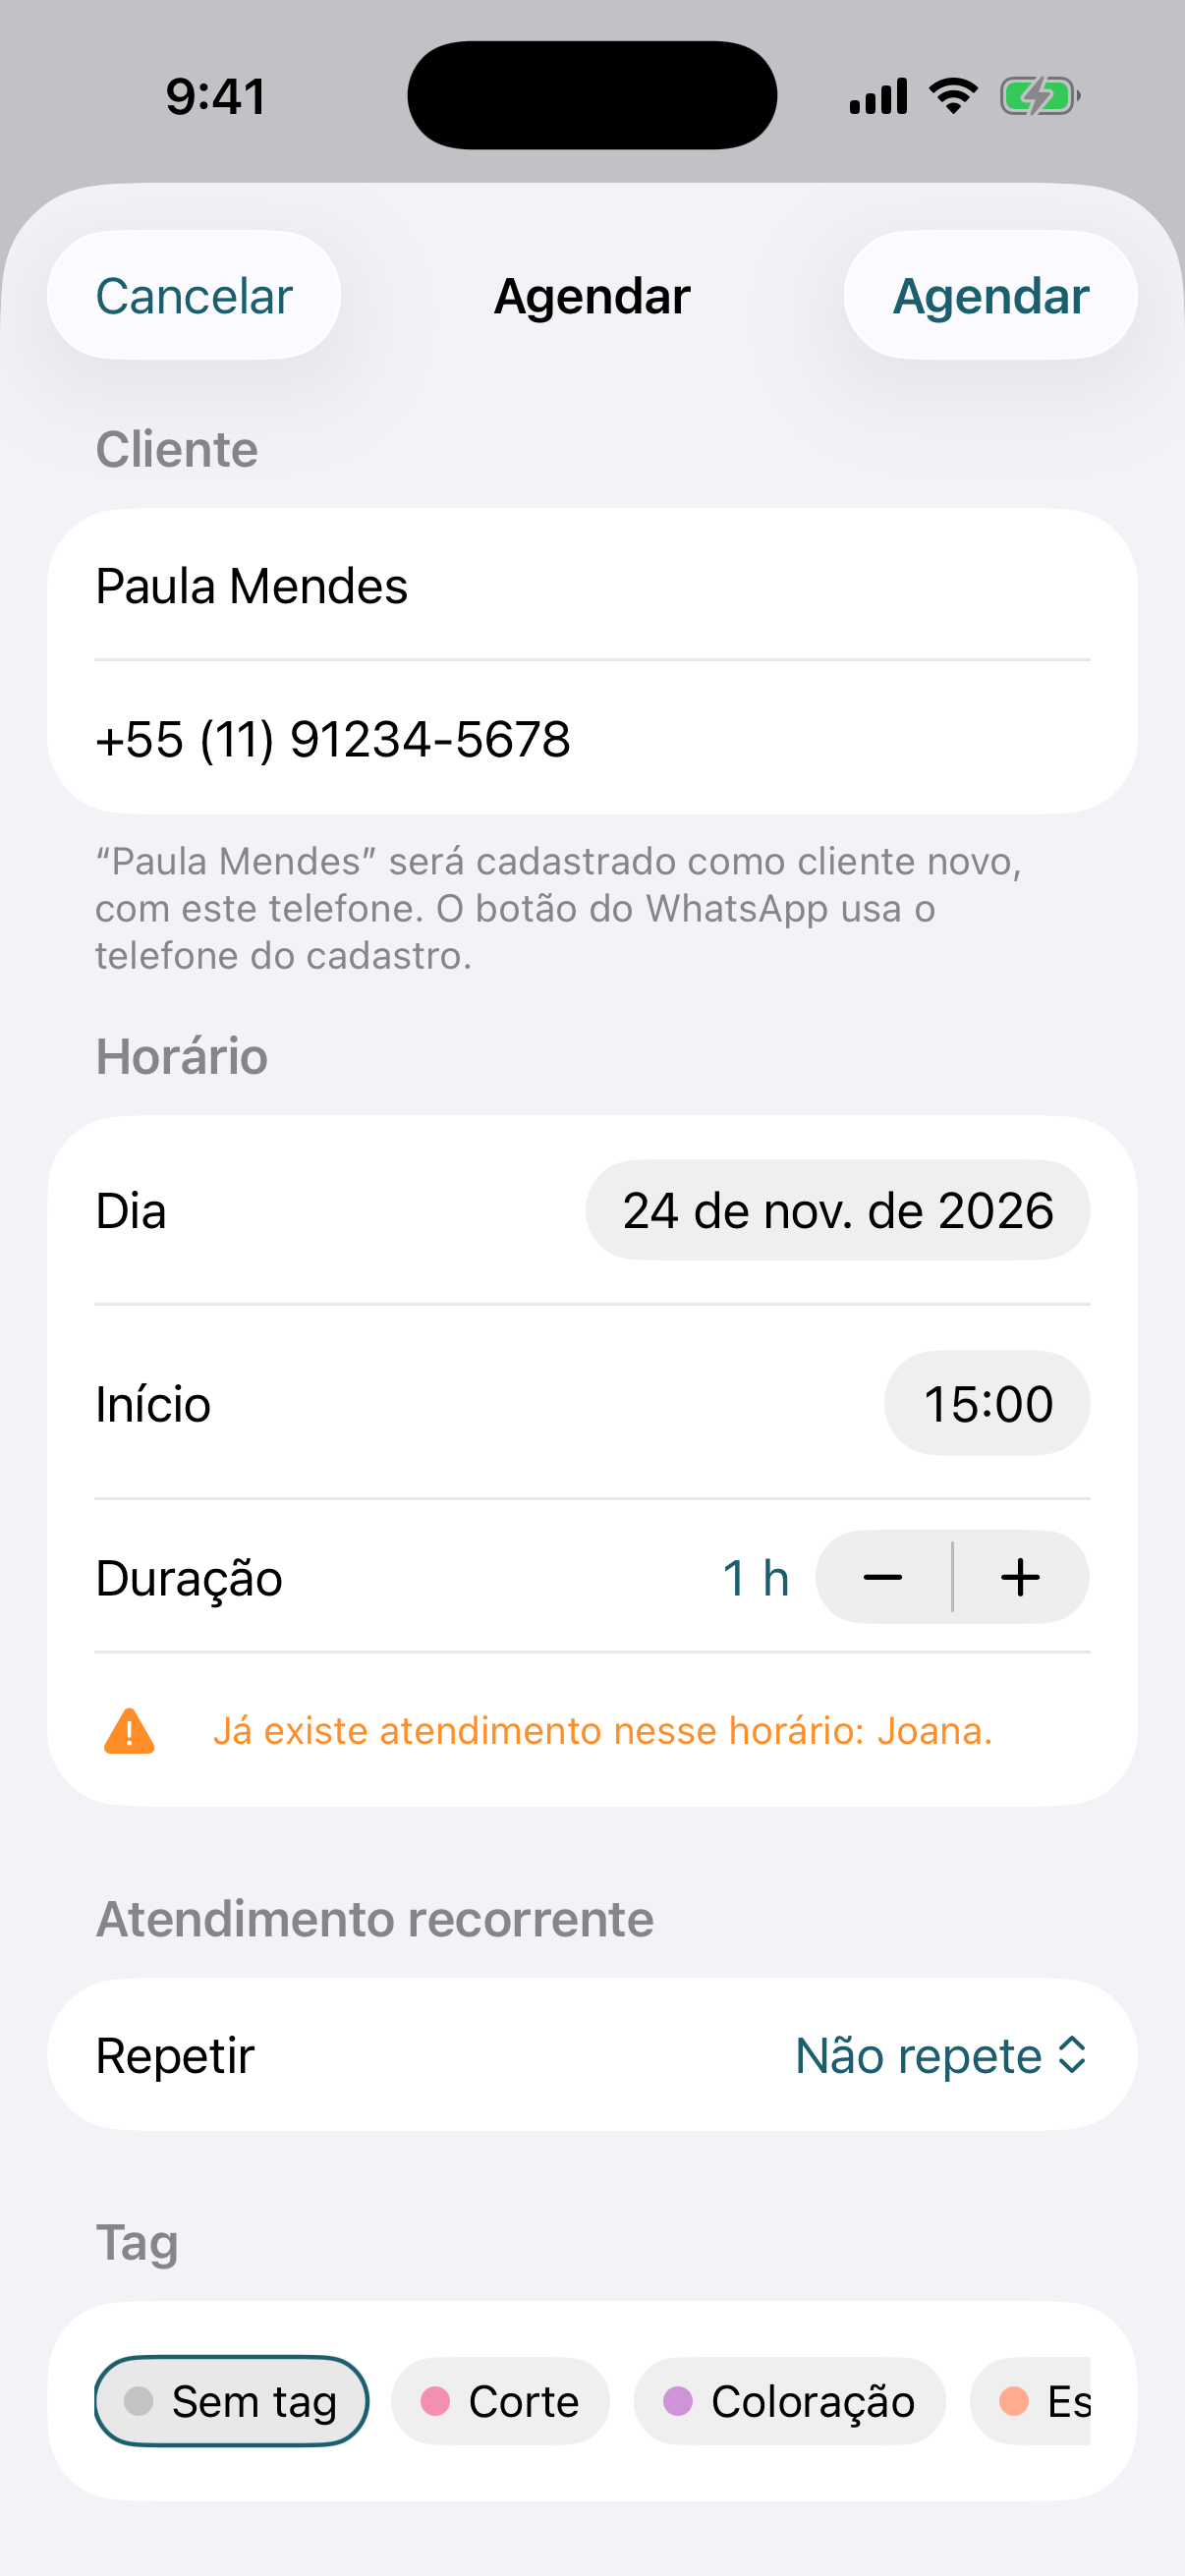 9:41
Cancelar
Agendar
Agendar
Cliente
Paula Mendes
+55 (11) 91234-5678
“Paula Mendes” será cadastrado como cliente novo,
com este telefone. O botão do WhatsApp usa o
telefone do cadastro.
Horário
Dia
24 de nov. de 2026
Início
15:00
Duração
1 h
Já existe atendimento nesse horário: Joana.
Atendimento recorrente
Repetir
Não repete
Tag
Sem tag
Corte
Coloração